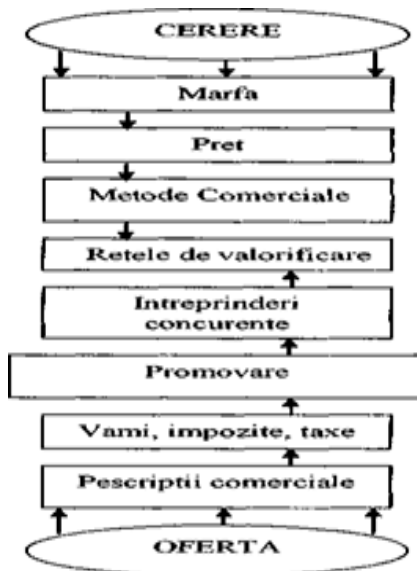 CERERE
Marfa
Pret
Metode Comerciale
Retele de valorificare
Intreprinderi
concurente
Promovare
Vami, impozite, taxe
Pescriptii comerciale
OFERTA